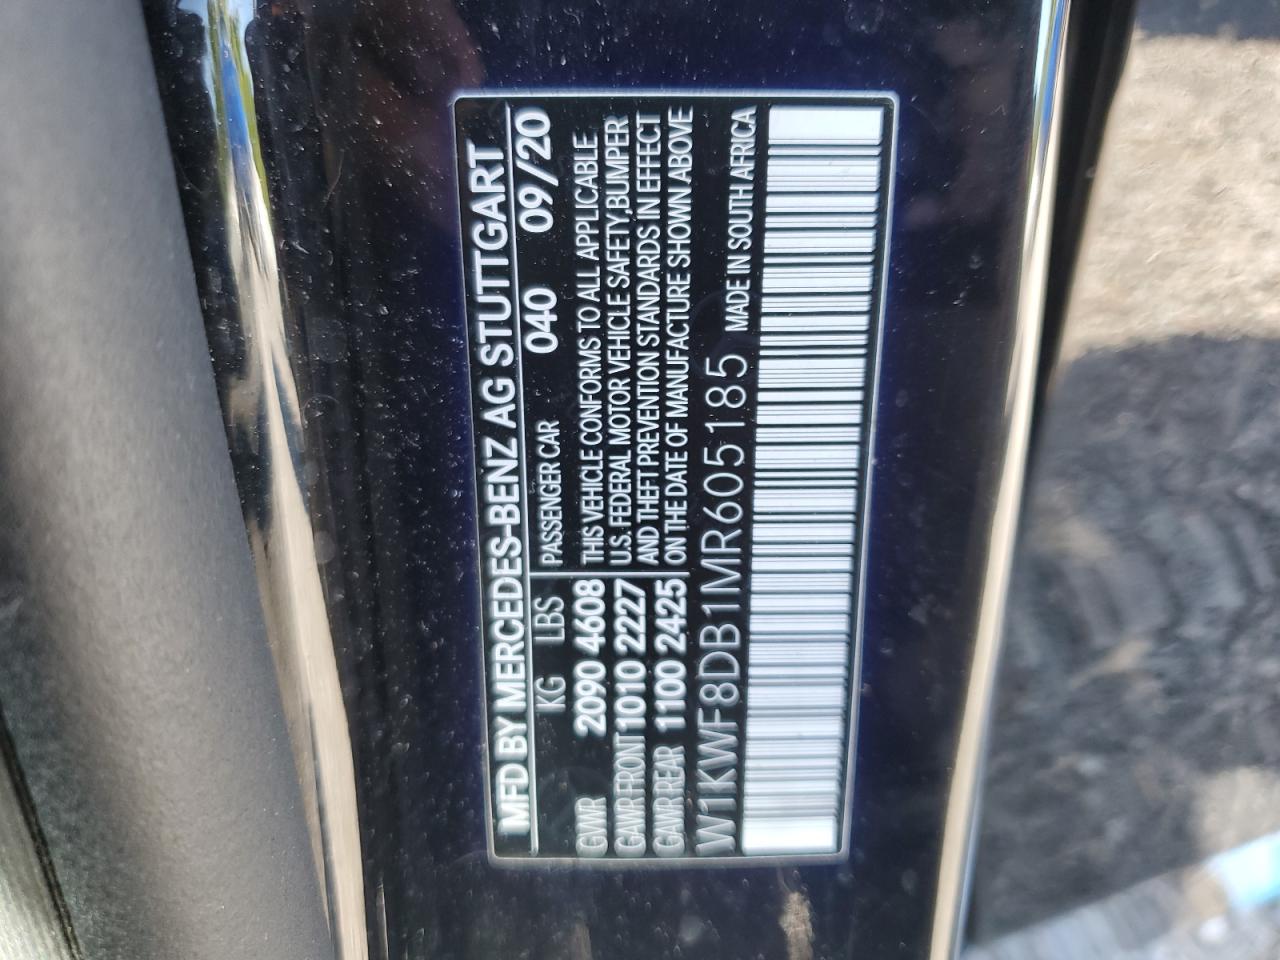 MFD BY MERCEDES-BENZ AG STUTTGART
KG LBS PASSENGER CAR 040 09/20
GVWR 2090 4608 THIS VEHICLE CONFORMS TO ALL APPLICABLE
GAWR FRONT 1010 2227 U.S. FEDERAL MOTOR VEHICLE SAFETY,BUMPER
GAWR REAR 1100 2425 AND THEFT PREVENTION STANDARDS IN EFFECT
ON THE DATE OF MANUFACTURE SHOWN ABOVE
W1KWF8DB1MR605185 MADE IN SOUTH AFRICA